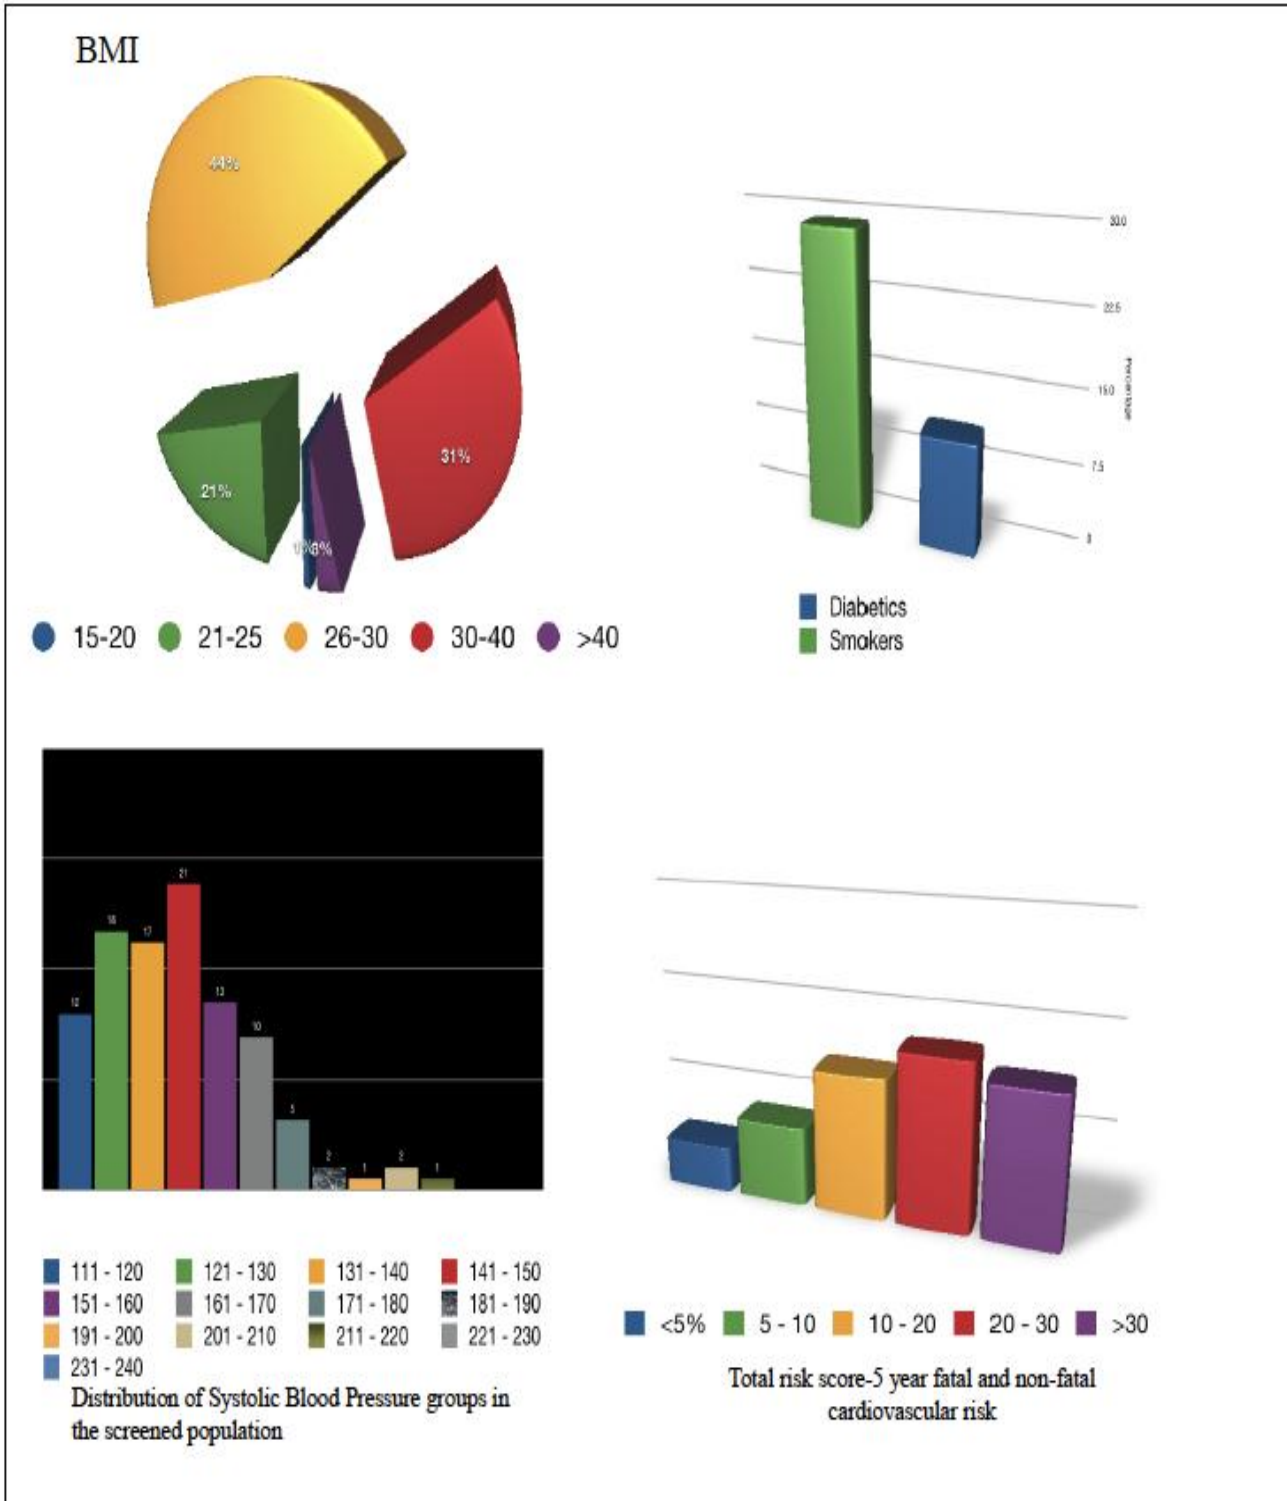 BMI
44%
31%
21%
3%
15-20 21-25 26-30 30-40 >40
30.0
22.5
15.0
7.5
0
Percentage
Diabetics
Smokers
21
17
13
10
5
2
1
2
1
111 - 120 121 - 130 131 - 140 141 - 150
151 - 160 161 - 170 171 - 180 181 - 190
191 - 200 201 - 210 211 - 220 221 - 230
231 - 240
Distribution of Systolic Blood Pressure groups in
the screened population
<5% 5 - 10 10 - 20 20 - 30 >30
Total risk score-5 year fatal and non-fatal
cardiovascular risk